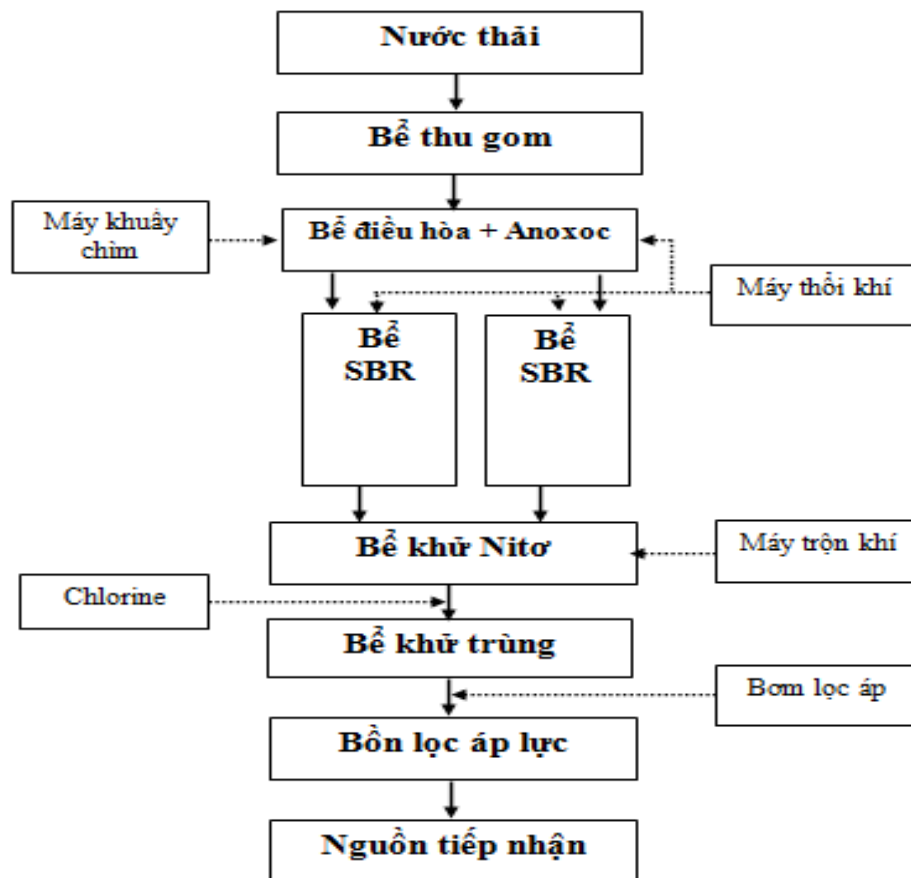 Nước thải
Bể thu gom
Máy khuấy
chìm
Bể điều hòa + Anoxoc
Máy thổi khí
Bể
SBR
Bể
SBR
Bể khử Nitơ
Máy trộn khí
Chlorine
Bể khử trùng
Bơm lọc áp
Bồn lọc áp lực
Nguồn tiếp nhận